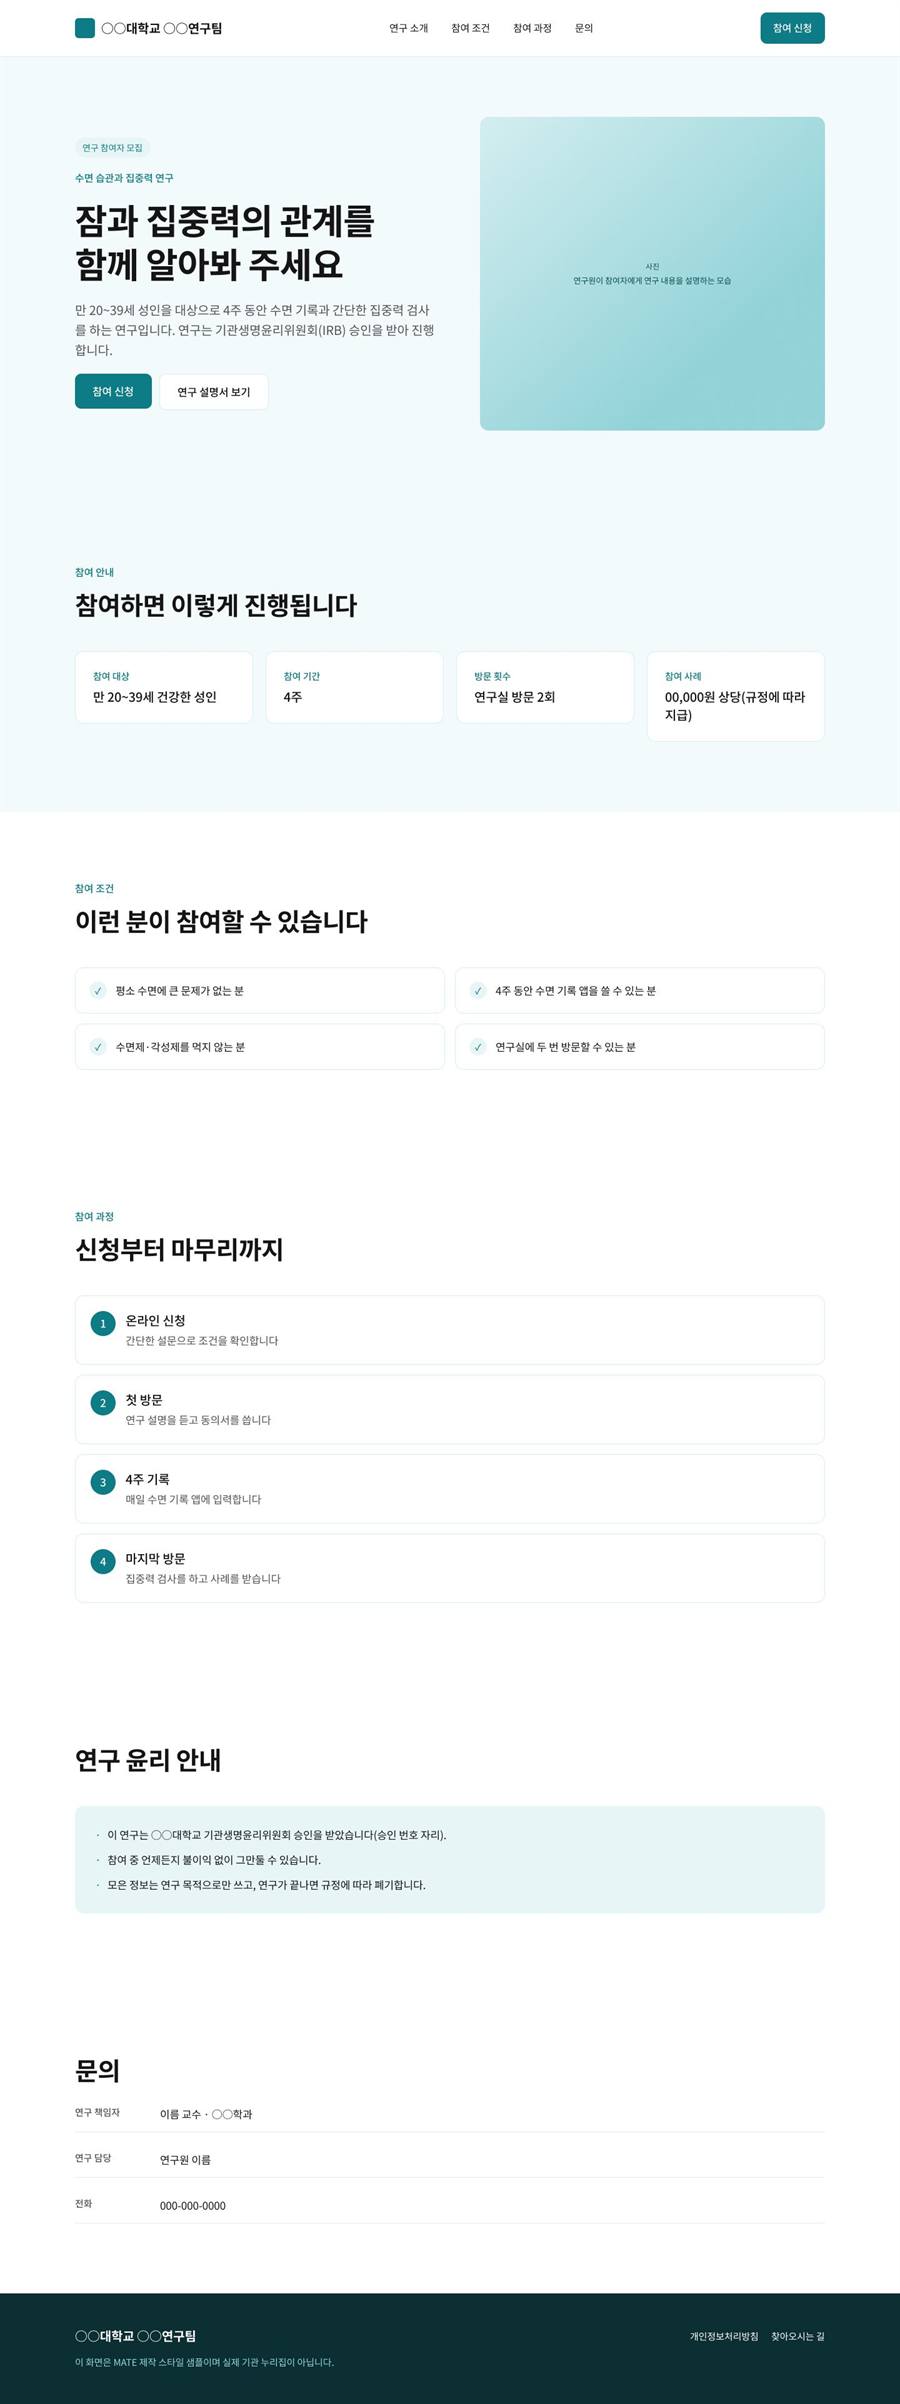 ○○대학교 ○○연구팀
연구 소개
참여 조건
참여 과정
문의
참여 신청
연구 참여자 모집
수면 습관과 집중력 연구
잠과 집중력의 관계를
함께 알아봐 주세요
만 20~39세 성인을 대상으로 4주 동안 수면 기록과 간단한 집중력 검사
를 하는 연구입니다. 연구는 기관생명윤리위원회(IRB) 승인을 받아 진행
합니다.
참여 신청
연구 설명서 보기
사진
연구원이 참여자에게 연구 내용을 설명하는 모습
참여 안내
참여하면 이렇게 진행됩니다
참여 대상
만 20~39세 건강한 성인
참여 기간
4주
방문 횟수
연구실 방문 2회
참여 사례
00,000원 상당(규정에 따라
지급)
참여 조건
이런 분이 참여할 수 있습니다
✓ 평소 수면에 큰 문제가 없는 분
✓ 4주 동안 수면 기록 앱을 쓸 수 있는 분
✓ 수면제·각성제를 먹지 않는 분
✓ 연구실에 두 번 방문할 수 있는 분
참여 과정
신청부터 마무리까지
1 온라인 신청
간단한 설문으로 조건을 확인합니다
2 첫 방문
연구 설명을 듣고 동의서를 씁니다
3 4주 기록
매일 수면 기록 앱에 입력합니다
4 마지막 방문
집중력 검사를 하고 사례를 받습니다
연구 윤리 안내
· 이 연구는 ○○대학교 기관생명윤리위원회 승인을 받았습니다(승인 번호 자리).
· 참여 중 언제든지 불이익 없이 그만둘 수 있습니다.
· 모은 정보는 연구 목적으로만 쓰고, 연구가 끝나면 규정에 따라 폐기합니다.
문의
연구 책임자 이름 교수 · ○○학과
연구 담당 연구원 이름
전화 000-000-0000
○○대학교 ○○연구팀
개인정보처리방침
찾아오시는 길
이 화면은 MATE 제작 스타일 샘플이며 실제 기관 누리집이 아닙니다.